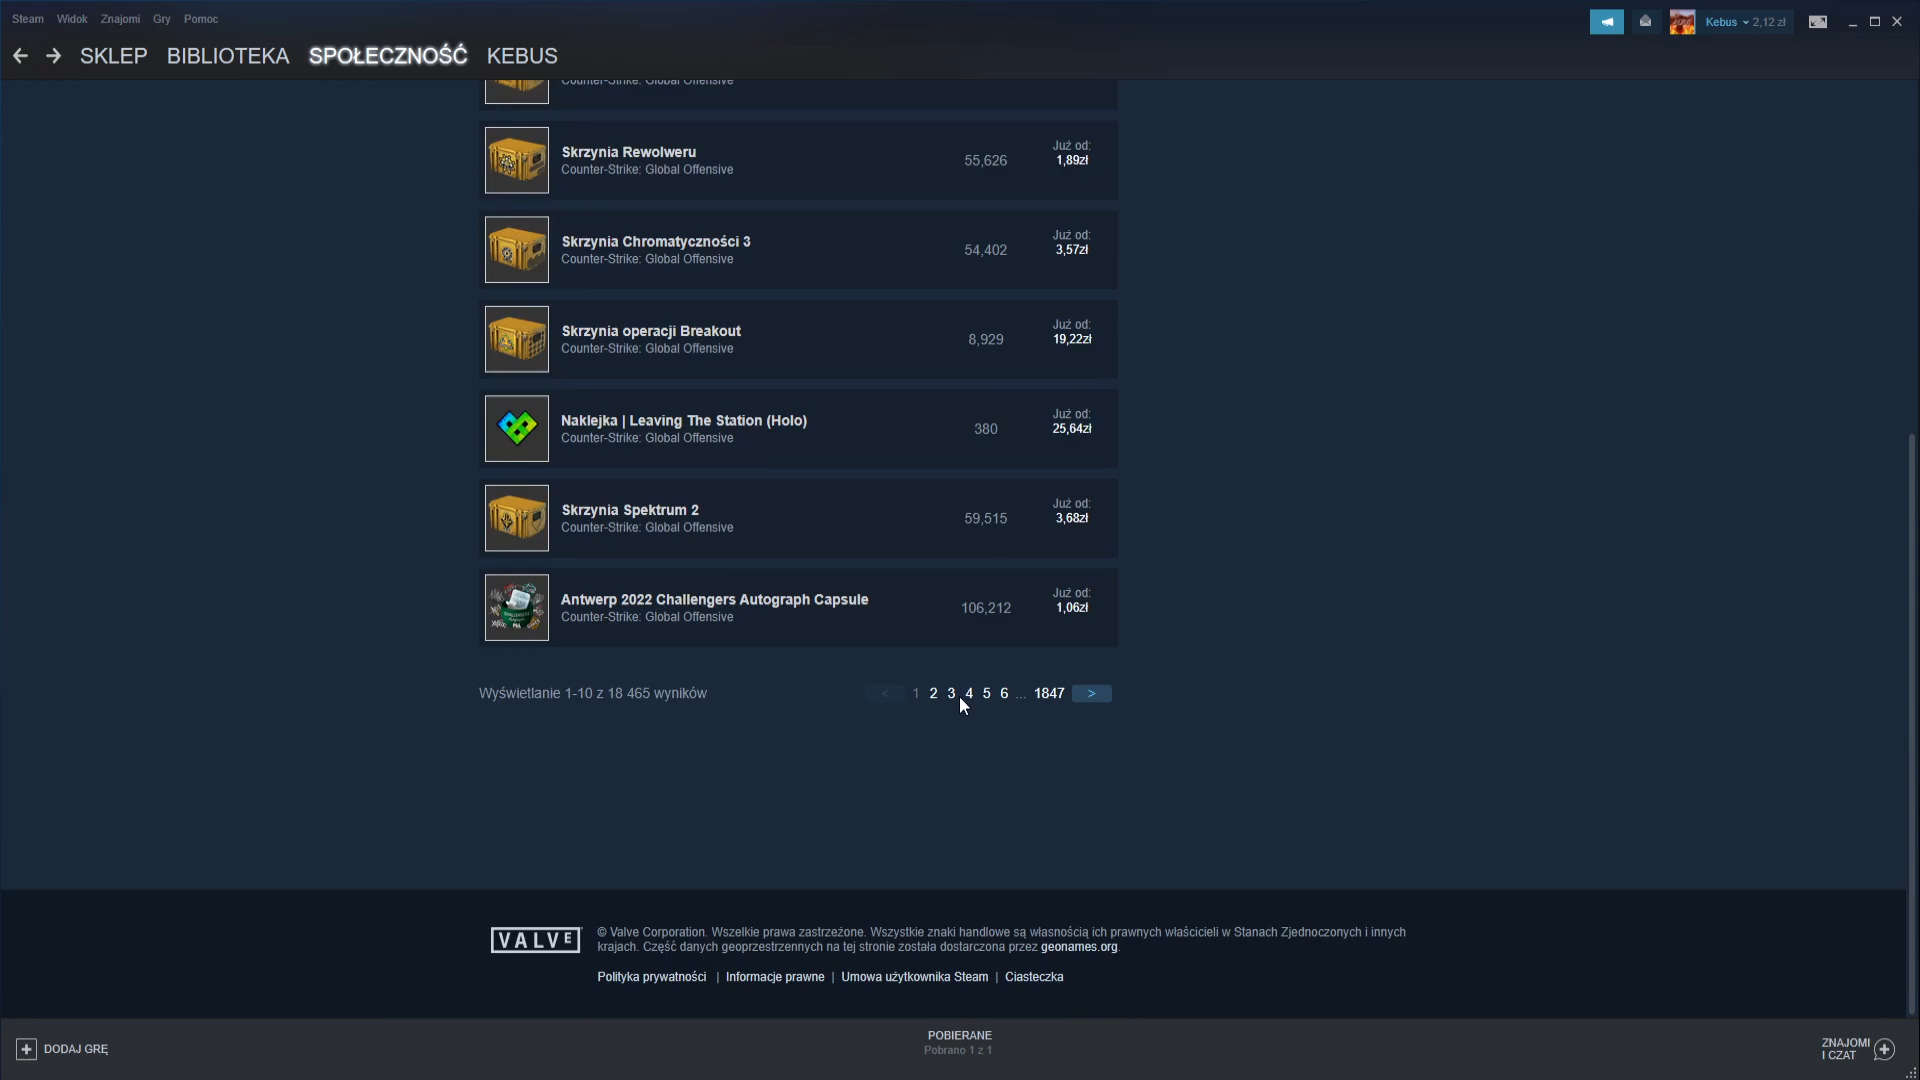 Steam Widok Znajomi Gry Pomoc
Kebus 2,12 zł
SKLEP BIBLIOTEKA SPOŁECZNOŚĆ KEBUS
Counter-Strike: Global Offensive
Skrzynia Rewolweru
Counter-Strike: Global Offensive
55,626
Już od:
1,89zł
Skrzynia Chromatyczności 3
Counter-Strike: Global Offensive
54,402
Już od:
3,57zł
Skrzynia operacji Breakout
Counter-Strike: Global Offensive
8,929
Już od:
19,22zł
Naklejka | Leaving The Station (Holo)
Counter-Strike: Global Offensive
380
Już od:
25,64zł
Skrzynia Spektrum 2
Counter-Strike: Global Offensive
59,515
Już od:
3,68zł
Antwerp 2022 Challengers Autograph Capsule
Counter-Strike: Global Offensive
106,212
Już od:
1,06zł
Wyświetlanie 1-10 z 18 465 wyników
< 1 2 3 4 5 6 ... 1847 >
VALVE
© Valve Corporation. Wszelkie prawa zastrzeżone. Wszystkie znaki handlowe są własnością ich prawnych właścicieli w Stanach Zjednoczonych i innych
krajach. Część danych geoprzestrzennych na tej stronie została dostarczona przez geonames.org.
Polityka prywatności | Informacje prawne | Umowa użytkownika Steam | Ciasteczka
DODAJ GRĘ
POBIERANE
Pobrano 1 z 1
ZNAJOMI
I CZAT